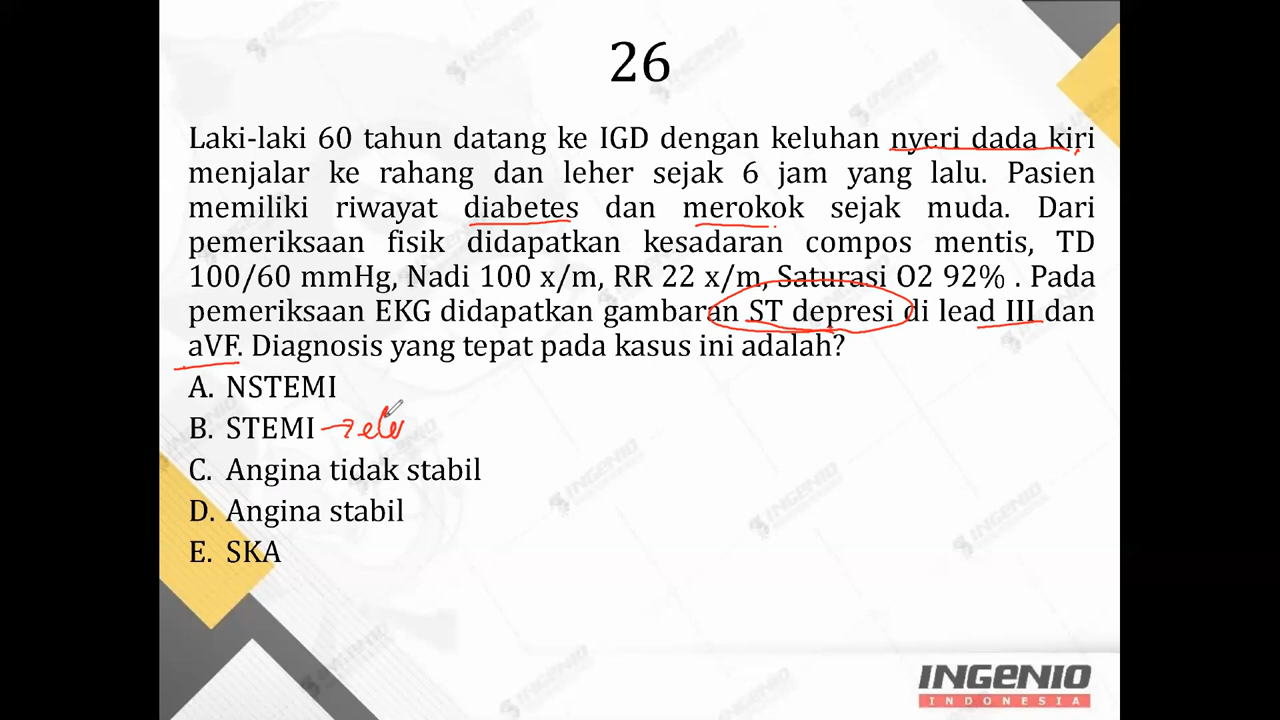 26
Laki-laki 60 tahun datang ke IGD dengan keluhan nyeri dada kiri
menjalar ke rahang dan leher sejak 6 jam yang lalu. Pasien
memiliki riwayat diabetes dan merokok sejak muda. Dari
pemeriksaan fisik didapatkan kesadaran compos mentis, TD
100/60 mmHg, Nadi 100 x/m, RR 22 x/m, Saturasi O2 92% . Pada
pemeriksaan EKG didapatkan gambaran ST depresi di lead III dan
aVF. Diagnosis yang tepat pada kasus ini adalah?
A. NSTEMI
B. STEMI
C. Angina tidak stabil
D. Angina stabil
E. SKA
INGENIO
INDONESIA